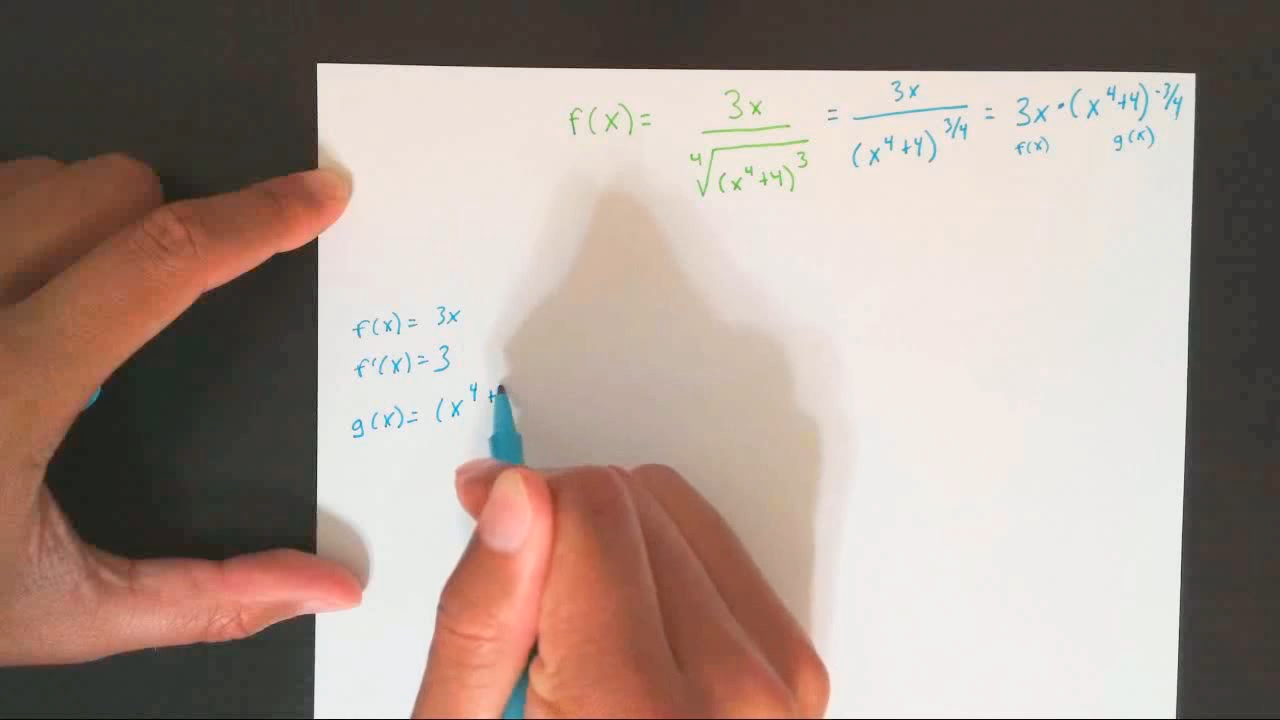 f(x) = 3x / ⁴√(x⁴+4)³ = 3x / (x⁴+4)^3/4 = 3x · (x⁴+4)^-3/4
f(x) g(x)
f(x) = 3x
f'(x) = 3
g(x) = (x⁴ +